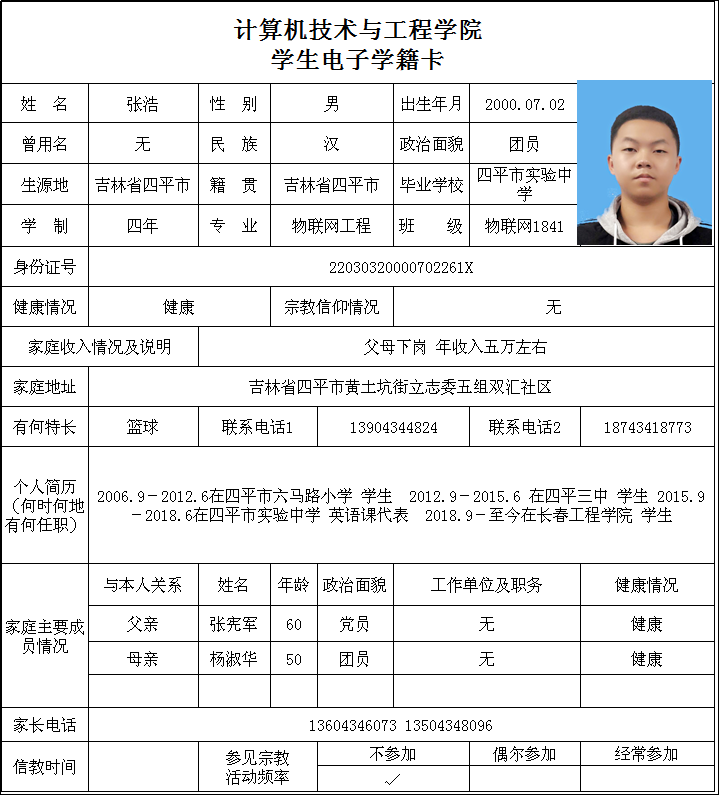 计算机技术与工程学院
学生电子学籍卡
姓 名 张浩 性 别 男 出生年月 2000.07.02
曾用名 无 民 族 汉 政治面貌 团员
生源地 吉林省四平市 籍 贯 吉林省四平市 毕业学校 四平市实验中学
学 制 四年 专 业 物联网工程 班 级 物联网1841
身份证号 22030320000702261X
健康情况 健康 宗教信仰情况 无
家庭收入情况及说明 父母下岗 年收入五万左右
家庭地址 吉林省四平市黄土坑街立志委五组双汇社区
有何特长 篮球 联系电话1 13904344824 联系电话2 18743418773
个人简历
（何时何地
有何任职）
2006.9－2012.6在四平市六马路小学 学生 2012.9－2015.6 在四平三中 学生 2015.9
－2018.6在四平市实验中学 英语课代表 2018.9－至今在长春工程学院 学生
家庭主要成
员情况
与本人关系 姓名 年龄 政治面貌 工作单位及职务 健康情况
父亲 张宪军 60 党员 无 健康
母亲 杨淑华 50 团员 无 健康
家长电话 13604346073 13504348096
信教时间
参见宗教
活动频率
不参加 偶尔参加 经常参加
✓